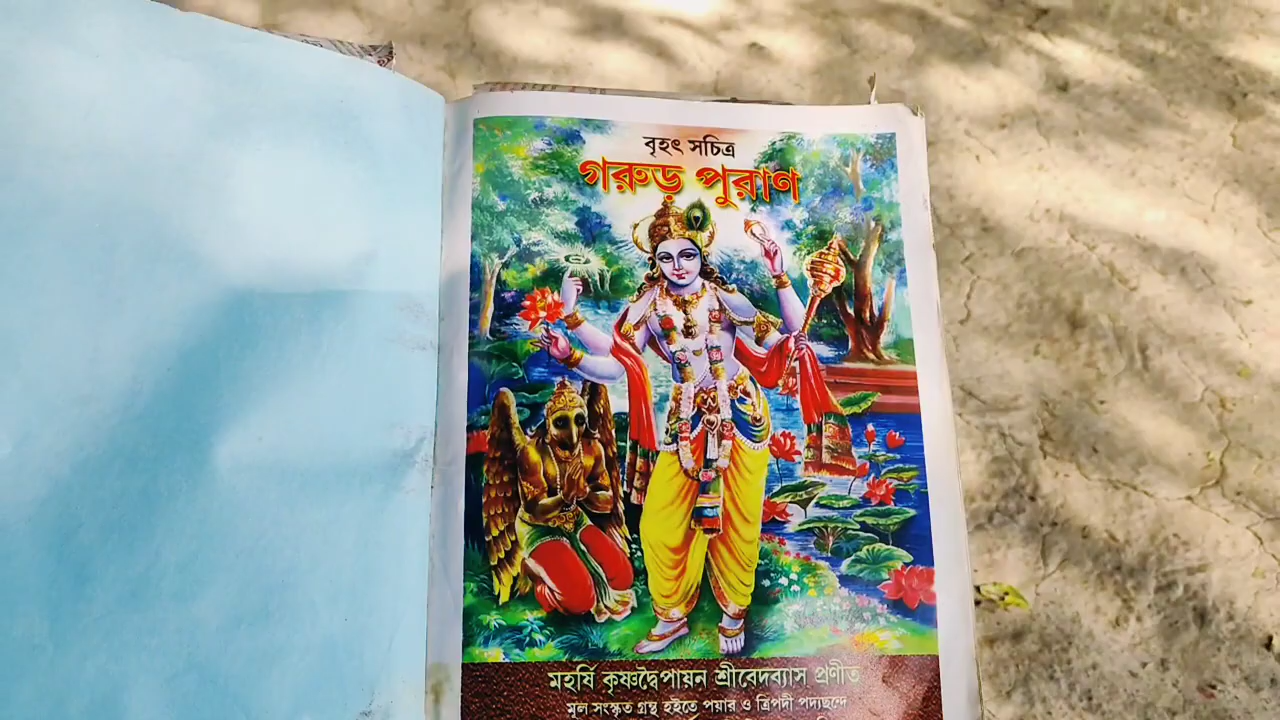 বৃহৎ সচিত্র
গরুড় পুরাণ
মহর্ষি কৃষ্ণদ্বৈপায়ন শ্রীবেদব্যাস প্রণীত
মূল সংস্কৃত গ্রন্থ হইতে পয়ার ও ত্রিপদী পদ্যছন্দে